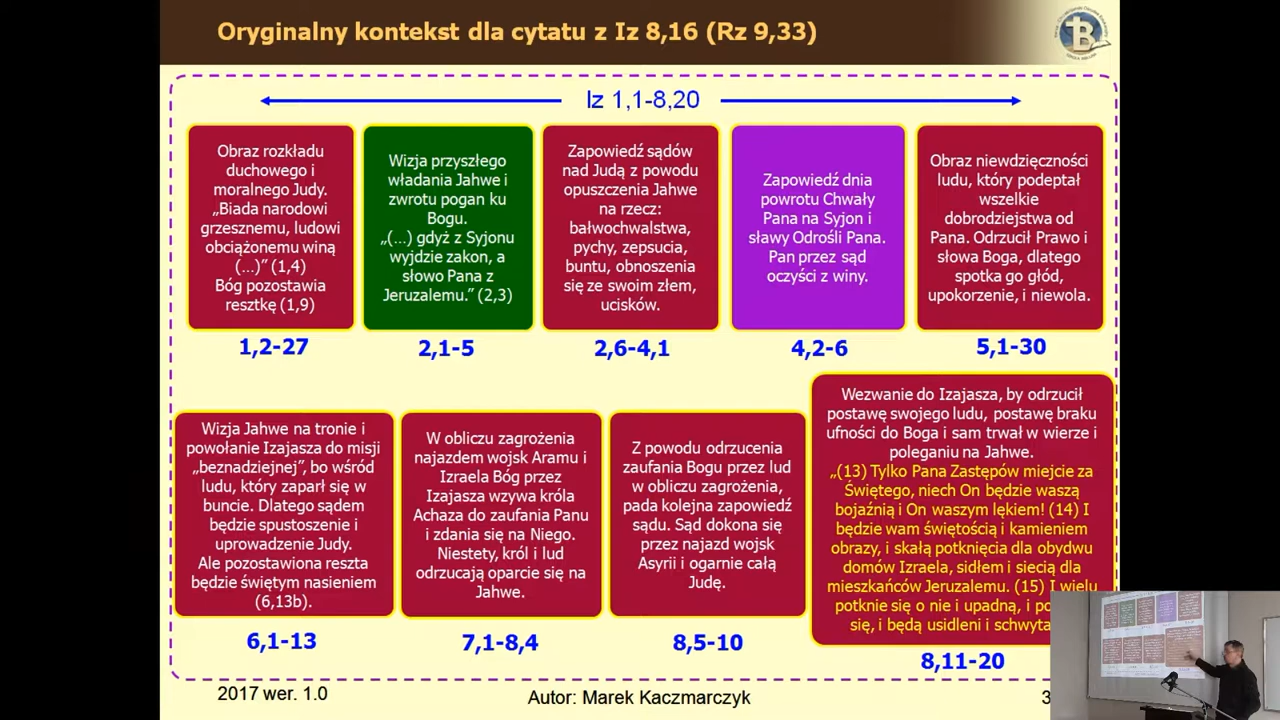 Oryginalny kontekst dla cytatu z Iz 8,16 (Rz 9,33)
Iz 1,1-8,20
Obraz rozkładu
duchowego i
moralnego Judy.
„Biada narodowi
grzesznemu, ludowi
obciążonemu winą
(…)” (1,4)
Bóg pozostawia
resztkę (1,9)
1,2-27
Wizja przyszłego
władania Jahwe i
zwrotu pogan ku
Bogu.
„(…) gdyż z Syjonu
wyjdzie zakon, a
słowo Pana z
Jeruzalemu.” (2,3)
2,1-5
Zapowiedź sądów
nad Judą z powodu
opuszczenia Jahwe
na rzecz:
bałwochwalstwa,
pychy, zepsucia,
buntu, obnoszenia
się ze swoim złem,
ucisków.
2,6-4,1
Zapowiedź dnia
powrotu Chwały
Pana na Syjon i
sławy Odrośli Pana.
Pan przez sąd
oczyści z winy.
4,2-6
Obraz niewdzięczności
ludu, który podeptał
wszelkie
dobrodziejstwa od
Pana. Odrzucił Prawo i
słowa Boga, dlatego
spotka go głód,
upokorzenie, i niewola.
5,1-30
Wizja Jahwe na tronie i
powołanie Izajasza do misji
„beznadziejnej”, bo wśród
ludu, który zaparł się w
buncie. Dlatego sądem
będzie spustoszenie i
uprowadzenie Judy.
Ale pozostawiona reszta
będzie świętym nasieniem
(6,13b).
6,1-13
W obliczu zagrożenia
najazdem wojsk Aramu i
Izraela Bóg przez
Izajasza wzywa króla
Achaza do zaufania Panu
i zdania się na Niego.
Niestety, król i lud
odrzucają oparcie się na
Jahwe.
7,1-8,4
Z powodu odrzucenia
zaufania Bogu przez lud
w obliczu zagrożenia,
pada kolejna zapowiedź
sądu. Sąd dokona się
przez najazd wojsk
Asyrii i ogarnie całą
Judę.
8,5-10
Wezwanie do Izajasza, by odrzucił
postawę swojego ludu, postawę braku
ufności do Boga i sam trwał w wierze i
poleganiu na Jahwe.
„(13) Tylko Pana Zastępów miejcie za
Świętego, niech On będzie waszą
bojaźnią i On waszym lękiem! (14) I
będzie wam świętością i kamieniem
obrazy, i skałą potknięcia dla obydwu
domów Izraela, sidłem i siecią dla
mieszkańców Jeruzalemu. (15) I wielu
potknie się o nie i upadną, i po
się, i będą usidleni i schwyta
8,11-20
2017 wer. 1.0
Autor: Marek Kaczmarczyk
3